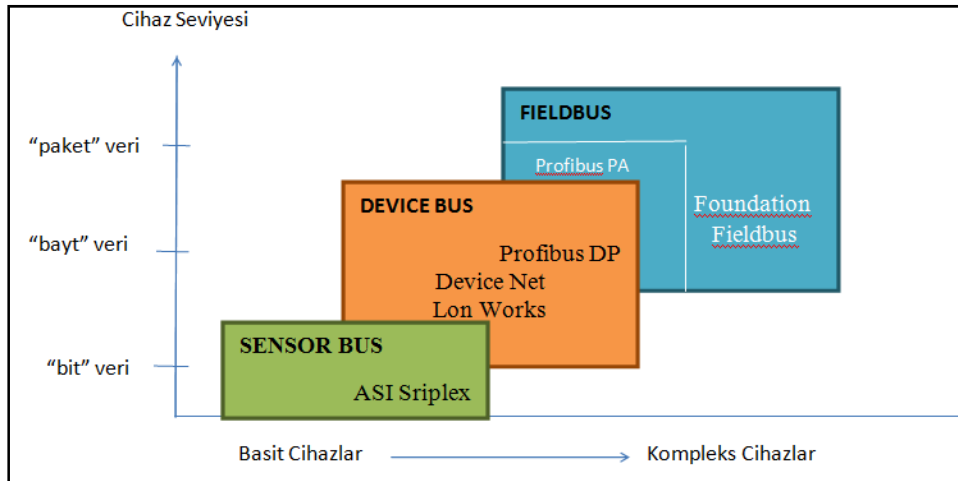 Cihaz Seviyesi
FIELDBUS
“paket” veri
Profibus PA
DEVICE BUS
Foundation
Fieldbus
“bayt” veri
Profibus DP
Device Net
Lon Works
SENSOR BUS
“bit” veri
ASI Sriplex
Basit Cihazlar
Kompleks Cihazlar